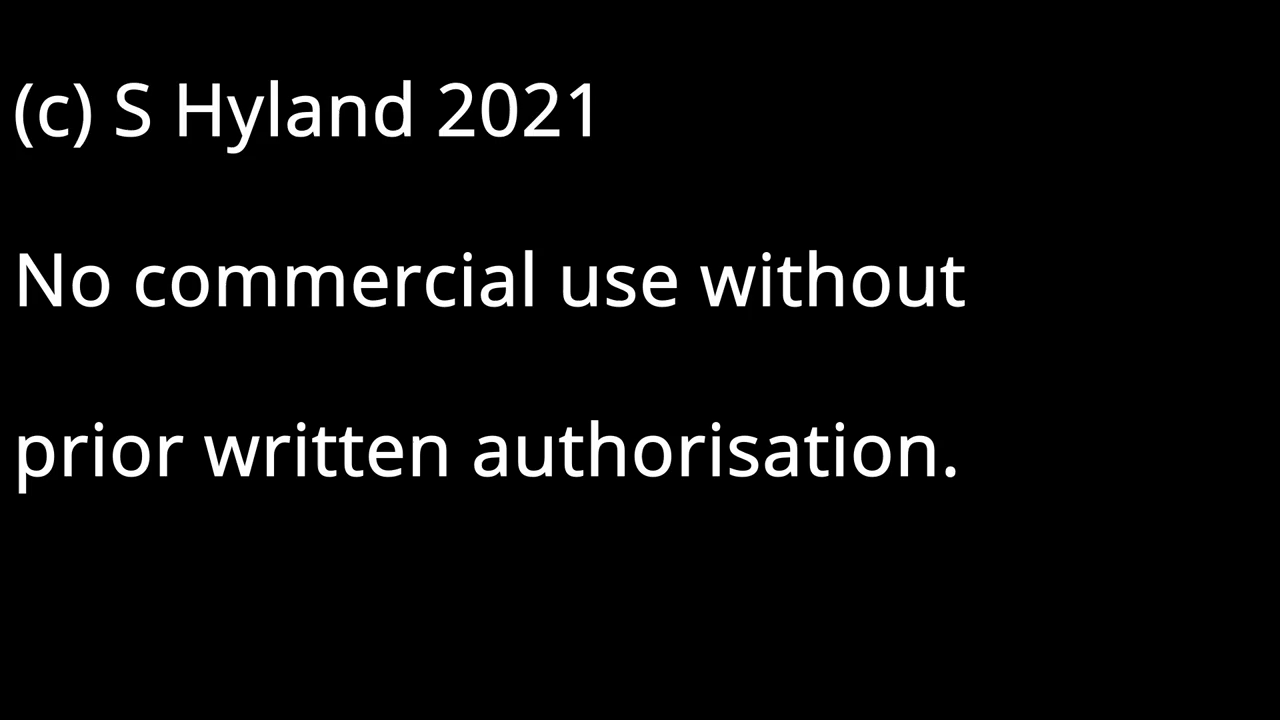 (c) S Hyland 2021
No commercial use without
prior written authorisation.